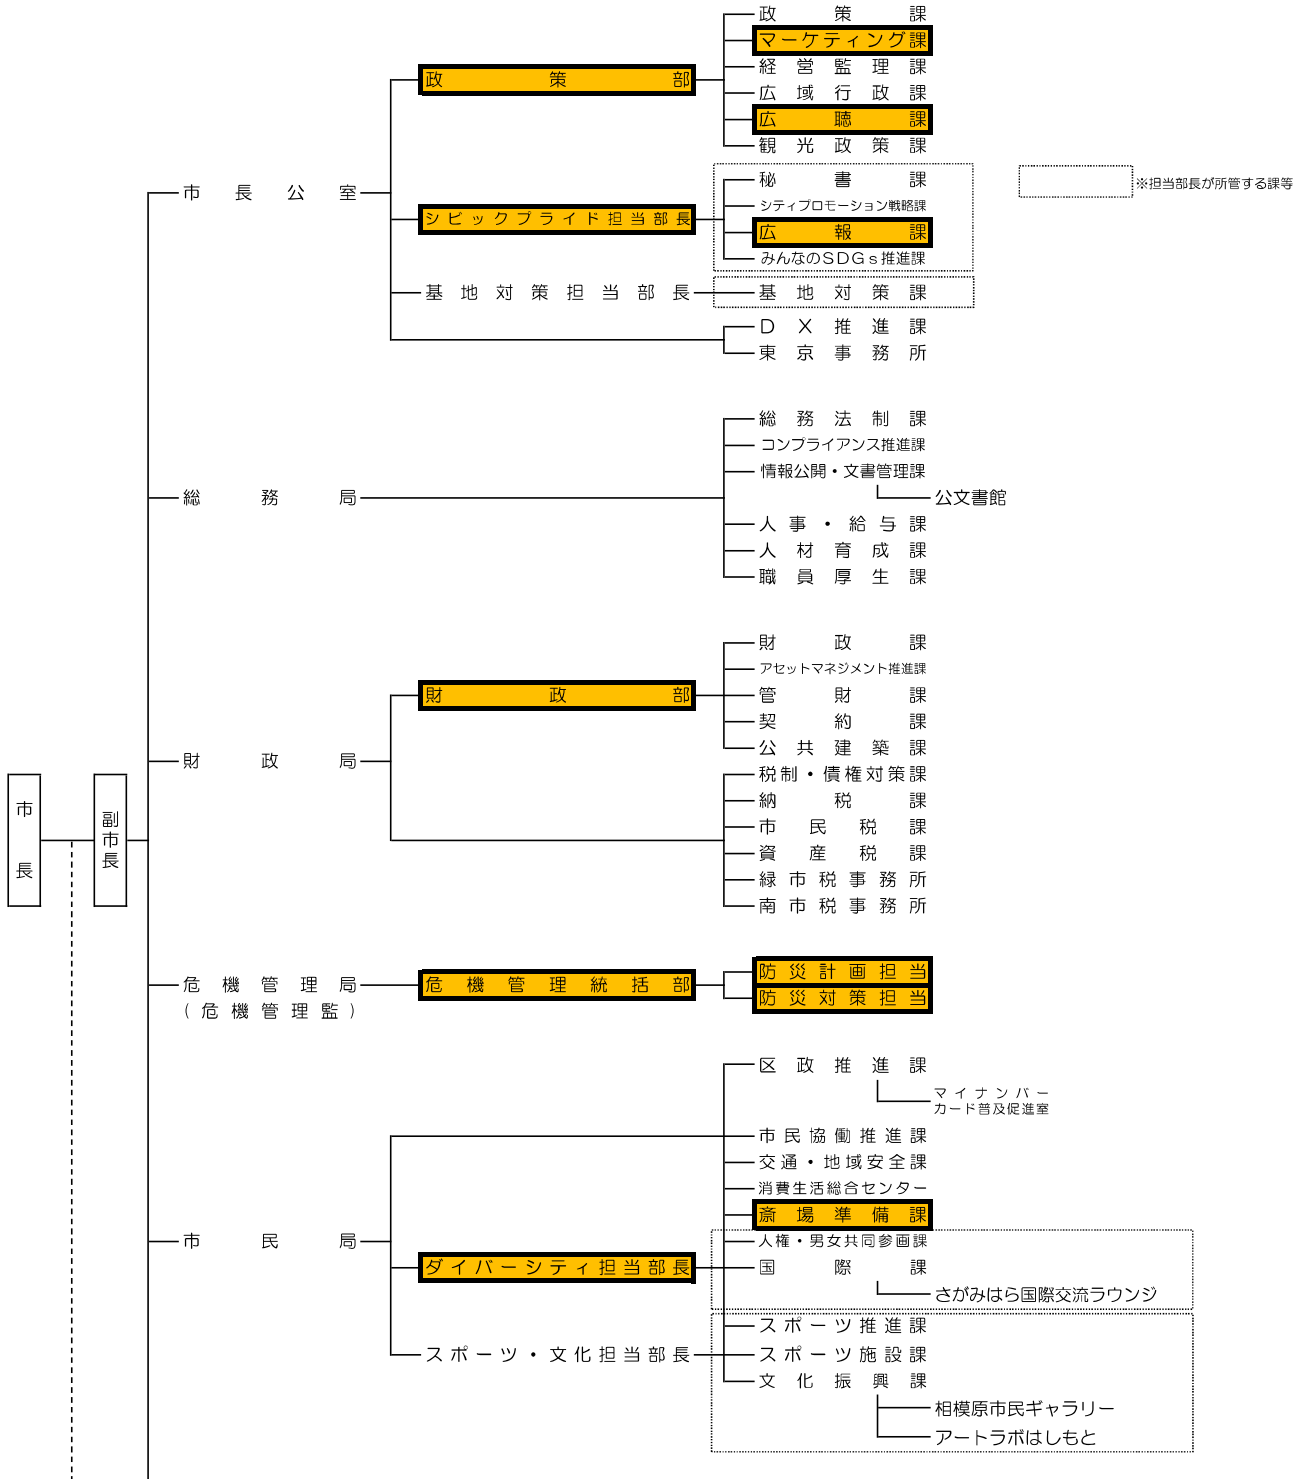 政策課
マーケティング課
経営監理課
政策部
広域行政課
広聴課
観光政策課
市長公室
秘書課
※担当部長が所管する課等
シティプロモーション戦略課
シビックプライド担当部長
広報課
みんなのSDGs推進課
基地対策担当部長
基地対策課
DX推進課
東京事務所
総務法制課
コンプライアンス推進課
情報公開・文書管理課
総務局
公文書館
人事・給与課
人材育成課
職員厚生課
財政課
アセットマネジメント推進課
財政部
管財課
契約課
公共建築課
財政局
税制・債権対策課
納税課
市長
副市長
市民税課
資産税課
緑市税事務所
南市税事務所
危機管理局
(危機管理監)
危機管理統括部
防災計画担当
防災対策担当
区政推進課
マイナンバー
カード普及促進室
市民協働推進課
交通・地域安全課
消費生活総合センター
斎場準備課
市民局
人権・男女共同参画課
ダイバーシティ担当部長
国際課
さがみはら国際交流ラウンジ
スポーツ推進課
スポーツ・文化担当部長
スポーツ施設課
文化振興課
相模原市民ギャラリー
アートラボはしもと